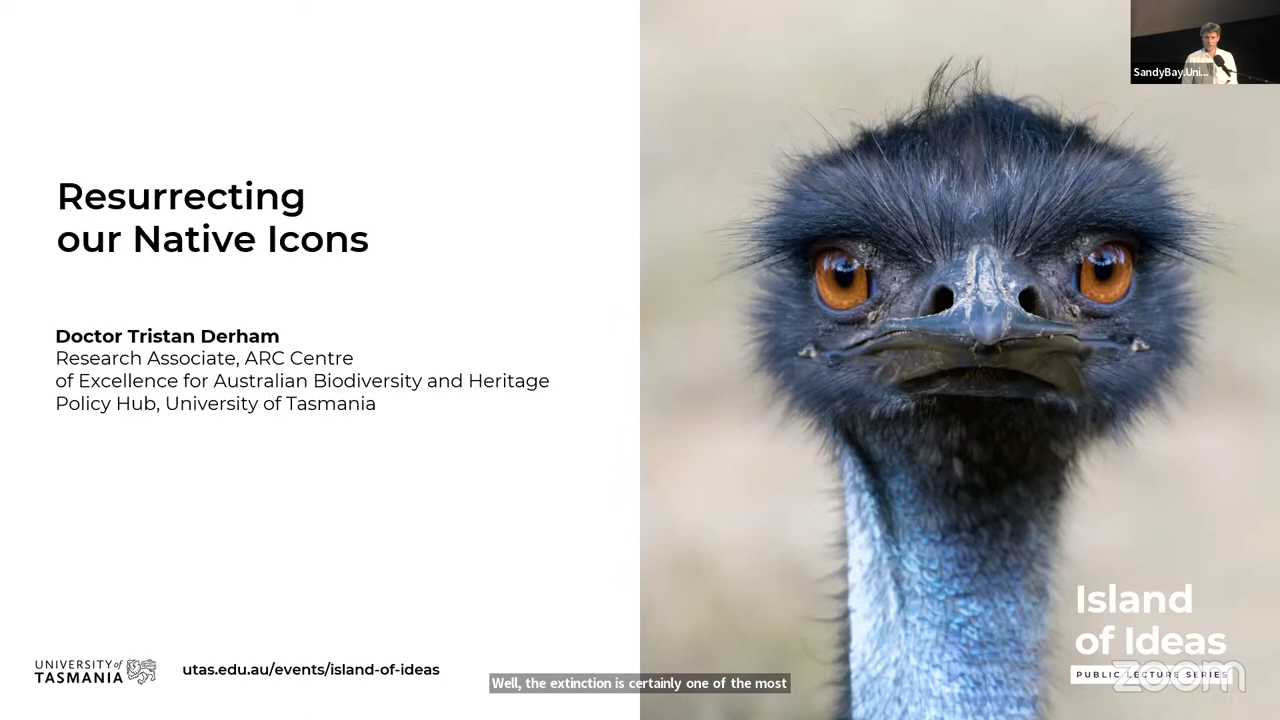 SandyBay.Uni...
Resurrecting
our Native Icons
Doctor Tristan Derham
Research Associate, ARC Centre
of Excellence for Australian Biodiversity and Heritage
Policy Hub, University of Tasmania
Island
of Ideas
PUBLIC LECTURE SERIES
zoom
UNIVERSITY of
TASMANIA
utas.edu.au/events/island-of-ideas
Well, the extinction is certainly one of the most